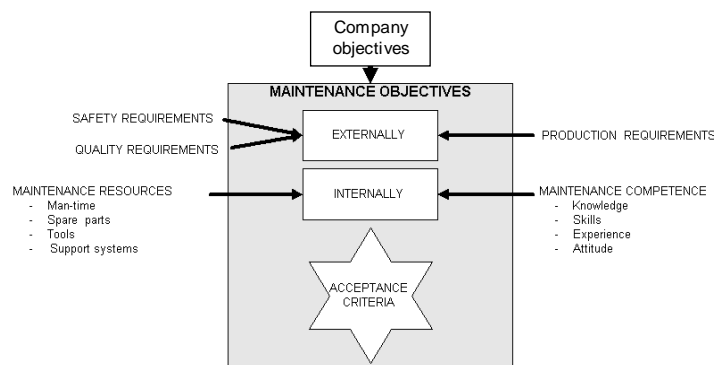 Company
objectives
MAINTENANCE OBJECTIVES
SAFETY REQUIREMENTS
QUALITY REQUIREMENTS
EXTERNALLY
PRODUCTION REQUIREMENTS
MAINTENANCE RESOURCES
- Man-time
- Spare parts
- Tools
- Support systems
INTERNALLY
MAINTENANCE COMPETENCE
- Knowledge
- Skills
- Experience
- Attitude
ACCEPTANCE
CRITERIA